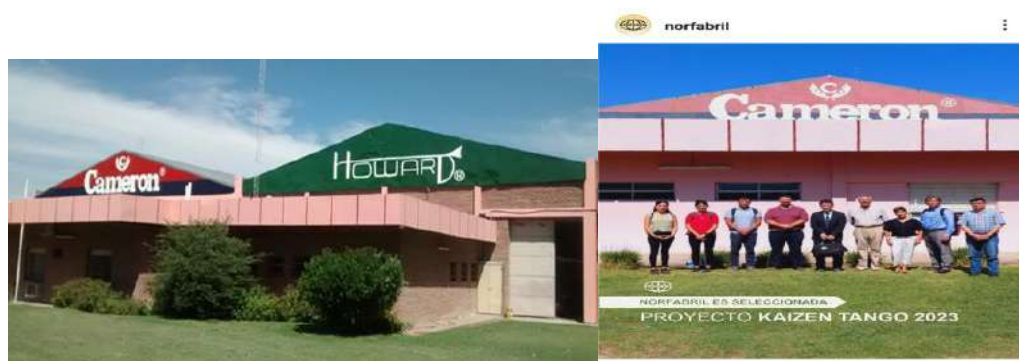 Cameron®
HOWARD®
norfabril
Cameron®
NORFABRIL ES SELECCIONADA
PROYECTO KAIZEN TANGO 2023